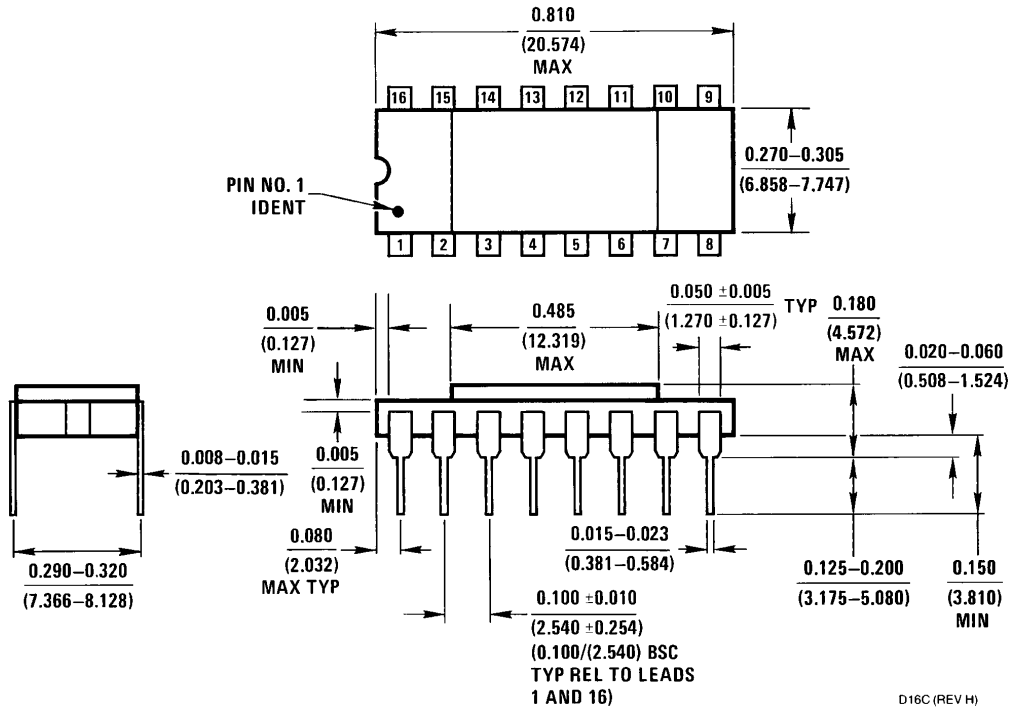 0.810
(20.574)
MAX
16 15 14 13 12 11 10 9
0.270–0.305
(6.858–7.747)
PIN NO. 1
IDENT
1 2 3 4 5 6 7 8
0.005
(0.127)
MIN
0.485
(12.319)
MAX
0.050 ±0.005
(1.270 ±0.127)
TYP
0.180
(4.572)
MAX
0.020–0.060
(0.508–1.524)
0.008–0.015
(0.203–0.381)
0.005
(0.127)
MIN
0.290–0.320
(7.366–8.128)
0.080
(2.032)
MAX TYP
0.015–0.023
(0.381–0.584)
0.125–0.200
(3.175–5.080)
0.150
(3.810)
MIN
0.100 ±0.010
(2.540 ±0.254)
(0.100/(2.540) BSC
TYP REL TO LEADS
1 AND 16)
D16C (REV H)